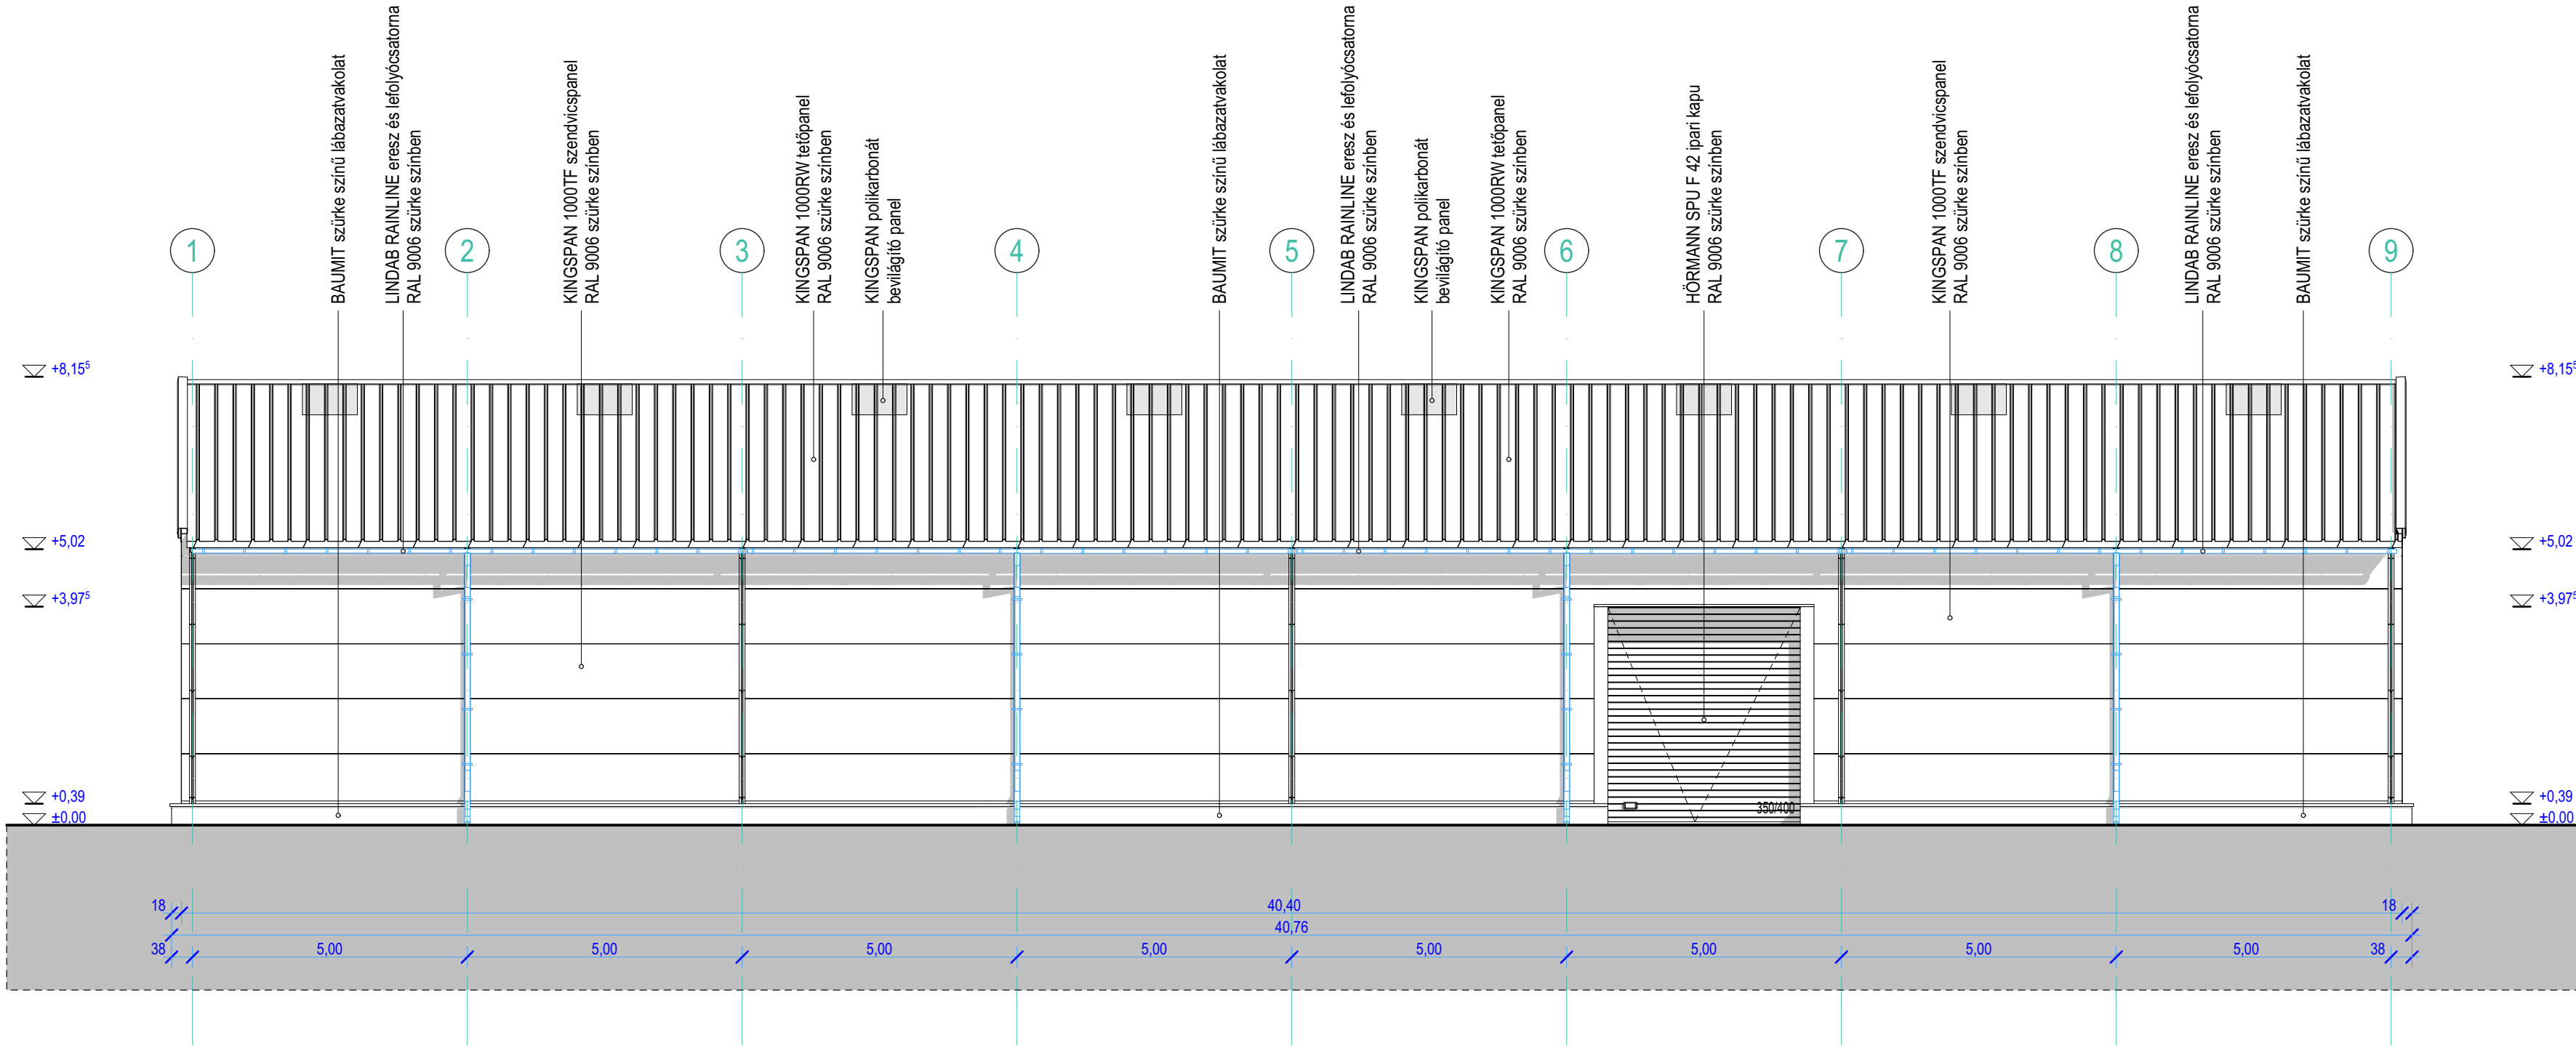 BAUMIT szürke színű lábazatvakolat
LINDAB RAINLINE eresz és lefolyócsatorna
RAL 9006 szürke színben
KINGSPAN 1000TF szendvicspanel
RAL 9006 szürke színben
KINGSPAN 1000RW tetőpanel
RAL 9006 szürke színben
KINGSPAN polikarbonát
bevilágító panel
BAUMIT szürke színű lábazatvakolat
LINDAB RAINLINE eresz és lefolyócsatorna
RAL 9006 szürke színben
KINGSPAN polikarbonát
bevilágító panel
KINGSPAN 1000RW tetőpanel
RAL 9006 szürke színben
HÖRMANN SPU F 42 ipari kapu
RAL 9006 szürke színben
KINGSPAN 1000TF szendvicspanel
RAL 9006 szürke színben
LINDAB RAINLINE eresz és lefolyócsatorna
RAL 9006 szürke színben
BAUMIT szürke színű lábazatvakolat
1 2 3 4 5 6 7 8 9
+8,15⁵ +8,15⁵
+5,02 +5,02
+3,97⁵ +3,97⁵
+0,39 +0,39
350/400
±0,00 ±0,00
18 40,40 18
40,76
38 5,00 5,00 5,00 5,00 5,00 5,00 5,00 5,00 38